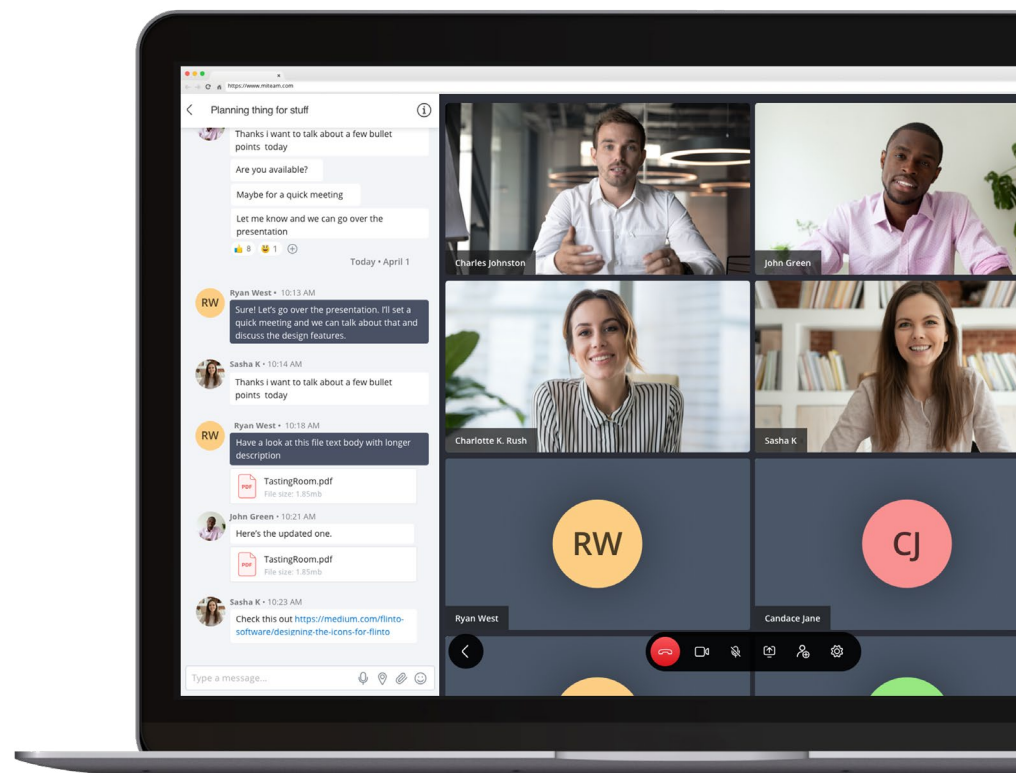 https://www.miteam.com
Planning thing for stuff
Thanks i want to talk about a few bullet
points today
Are you available?
Maybe for a quick meeting
Let me know and we can go over the
presentation
8
1
Today • April 1
Ryan West • 10:13 AM
RW
Sure! Let's go over the presentation. I'll set a
quick meeting and we can talk about that and
discuss the design features.
Sasha K • 10:14 AM
Thanks i want to talk about a few bullet
points today
Ryan West • 10:18 AM
RW
Have a look at this file text body with longer
description
PDF
TastingRoom.pdf
File size: 1.85mb
John Green • 10:21 AM
Here's the updated one.
PDF
TastingRoom.pdf
File size: 1.85mb
Sasha K • 10:23 AM
Check this out https://medium.com/flinto-
software/designing-the-icons-for-flinto
Type a message...
Charles Johnston
John Green
Charlotte K. Rush
Sasha K
RW
Ryan West
CJ
Candace Jane